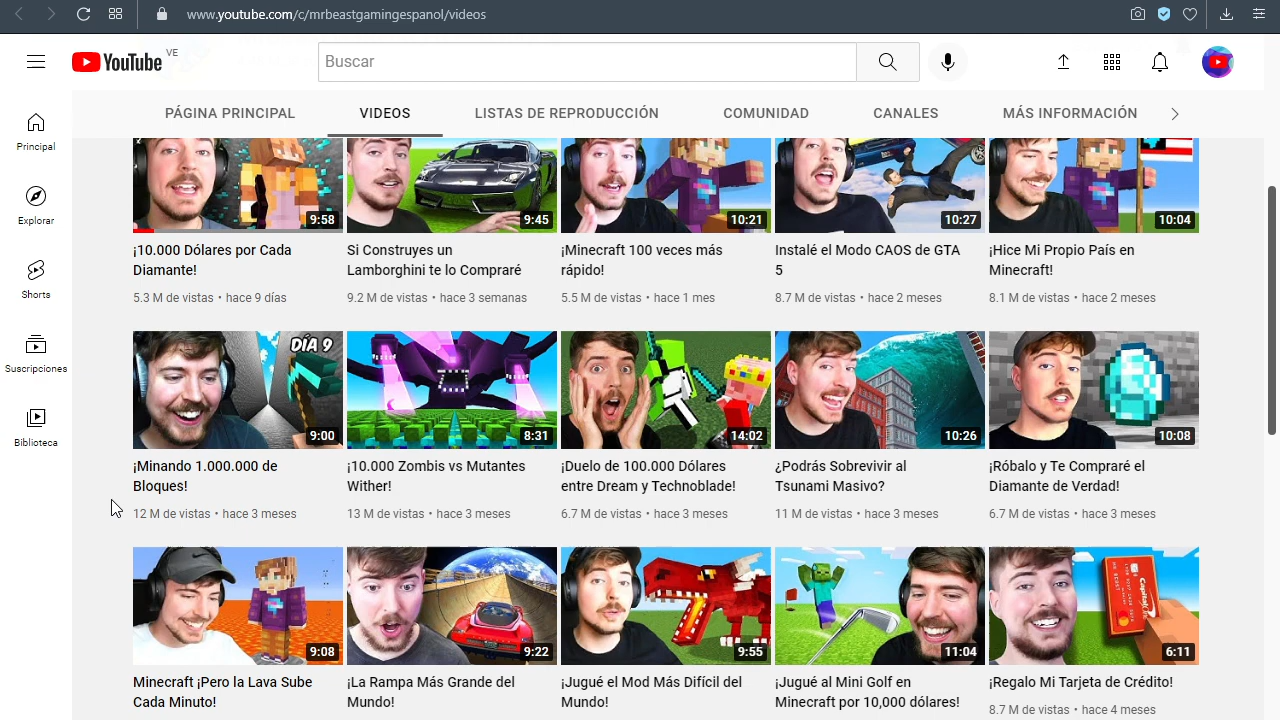 www.youtube.com/c/mrbeastgamingespanol/videos
YouTube VE
Buscar
PÁGINA PRINCIPAL VIDEOS LISTAS DE REPRODUCCIÓN COMUNIDAD CANALES MÁS INFORMACIÓN
Principal
Explorar
Shorts
Suscripciones
Biblioteca
9:58
¡10.000 Dólares por Cada
Diamante!
5.3 M de vistas • hace 9 días
9:45
Si Construyes un
Lamborghini te lo Compraré
9.2 M de vistas • hace 3 semanas
10:21
¡Minecraft 100 veces más
rápido!
5.5 M de vistas • hace 1 mes
10:27
Instalé el Modo CAOS de GTA
5
8.7 M de vistas • hace 2 meses
10:04
¡Hice Mi Propio País en
Minecraft!
8.1 M de vistas • hace 2 meses
DÍA 9
9:00
¡Minando 1.000.000 de
Bloques!
12 M de vistas • hace 3 meses
8:31
¡10.000 Zombis vs Mutantes
Wither!
13 M de vistas • hace 3 meses
14:02
¡Duelo de 100.000 Dólares
entre Dream y Technoblade!
6.7 M de vistas • hace 3 meses
10:26
¿Podrás Sobrevivir al
Tsunami Masivo?
11 M de vistas • hace 3 meses
10:08
¡Róbalo y Te Compraré el
Diamante de Verdad!
6.7 M de vistas • hace 3 meses
9:08
Minecraft ¡Pero la Lava Sube
Cada Minuto!
9:22
¡La Rampa Más Grande del
Mundo!
9:55
¡Jugué el Mod Más Difícil del
Mundo!
11:04
¡Jugué al Mini Golf en
Minecraft por 10,000 dólares!
6:11
¡Regalo Mi Tarjeta de Crédito!
8.7 M de vistas • hace 4 meses